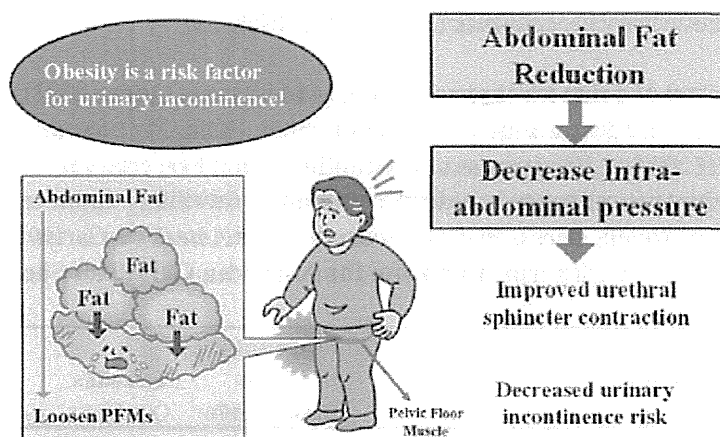 Obesity is a risk factor
for urinary incontinence!
Abdominal Fat
Reduction
Decrease Intra-
abdominal pressure
Improved urethral
sphincter contraction
Decreased urinary
incontinence risk
Abdominal Fat
Fat
Fat
Fat
Loosen PFMs
Pelvic Floor
Muscle